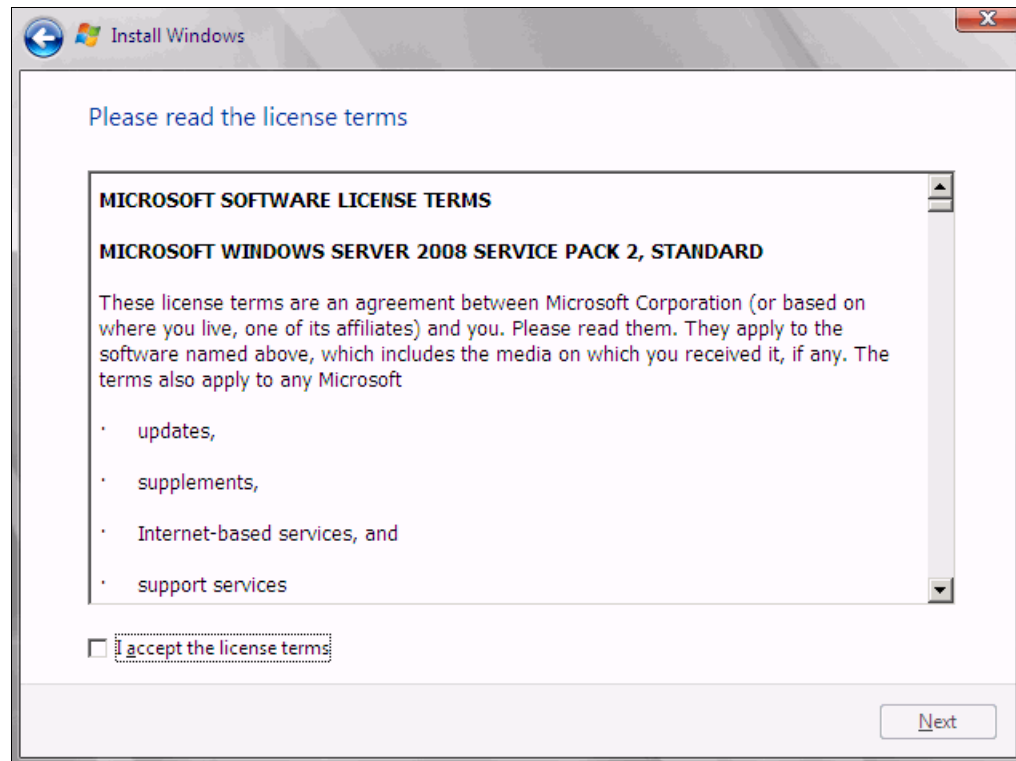 Install Windows
Please read the license terms
MICROSOFT SOFTWARE LICENSE TERMS
MICROSOFT WINDOWS SERVER 2008 SERVICE PACK 2, STANDARD
These license terms are an agreement between Microsoft Corporation (or based on
where you live, one of its affiliates) and you. Please read them. They apply to the
software named above, which includes the media on which you received it, if any. The
terms also apply to any Microsoft
· updates,
· supplements,
· Internet-based services, and
· support services
I accept the license terms
Next